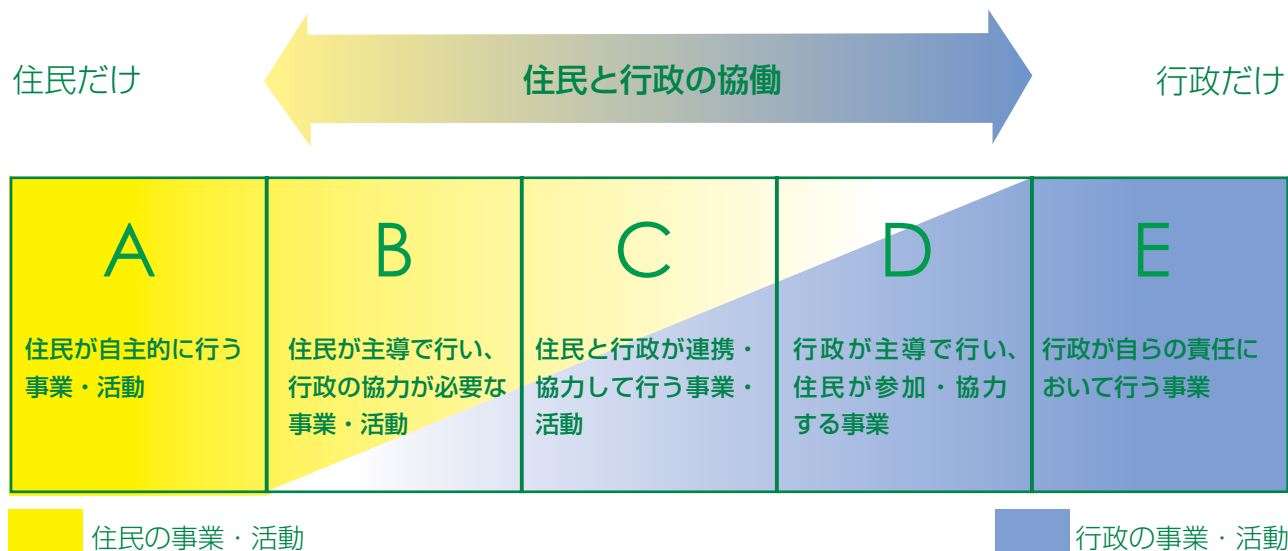 住民だけ
住民と行政の協働
行政だけ
A
住民が自主的に行う
事業・活動
B
住民が主導で行い、
行政の協力が必要な
事業・活動
C
住民と行政が連携・
協力して行う事業・
活動
D
行政が主導で行い、
住民が参加・協力
する事業
E
行政が自らの責任に
おいて行う事業
住民の事業・活動
行政の事業・活動